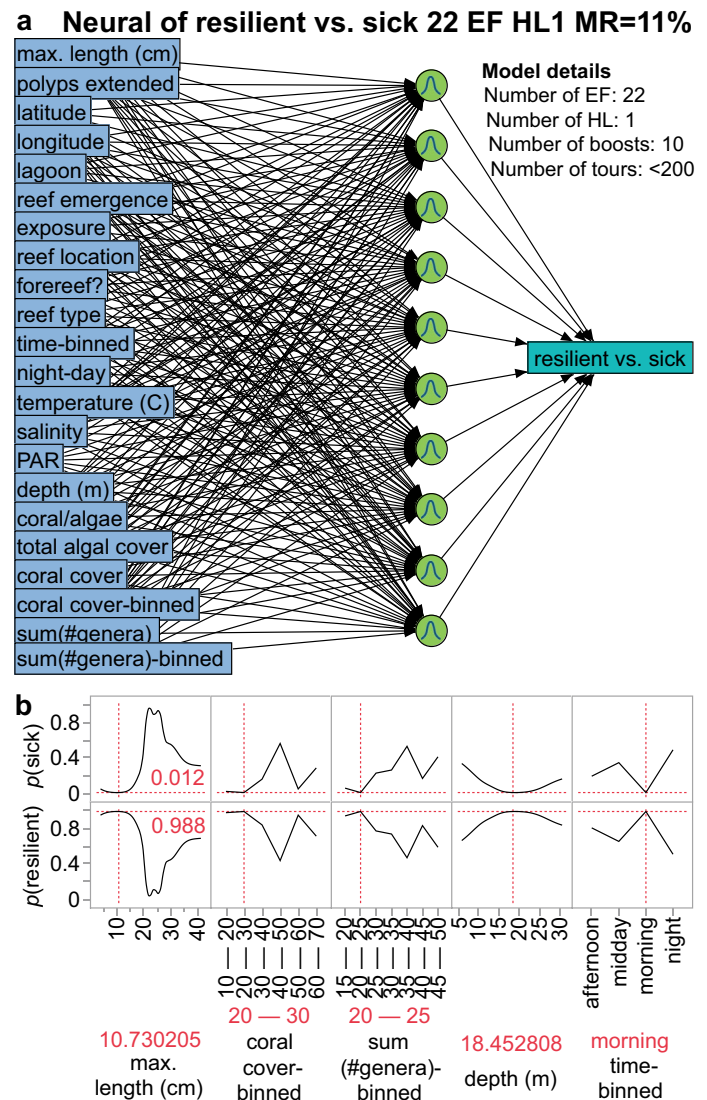 a Neural of resilient vs. sick 22 EF HL1 MR=11%
max. length (cm)
polyps extended
latitude
longitude
lagoon
reef emergence
exposure
reef location
forereef?
reef type
time-binned
night-day
temperature (C)
salinity
PAR
depth (m)
coral/algae
total algal cover
coral cover
coral cover-binned
sum(#genera)
sum(#genera)-binned
Model details
Number of EF: 22
Number of HL: 1
Number of boosts: 10
Number of tours: <200
resilient vs. sick
b
p(sick)
0.8
0.4
0
0.012
p(resilient)
0.8
0.4
0
0.988
10 20 30 40
10 — 20
20 — 30
30 — 40
40 — 50
50 — 60
60 — 70
15 — 20
20 — 25
25 — 30
30 — 35
35 — 40
40 — 45
45 — 50
5 10 15 20 25 30
afternoon
midday
morning
night-
10.730205
max.
length (cm)
20 — 30
coral
cover-
binned
20 — 25
sum
(#genera)-
binned
18.452808
depth (m)
morning
time-
binned